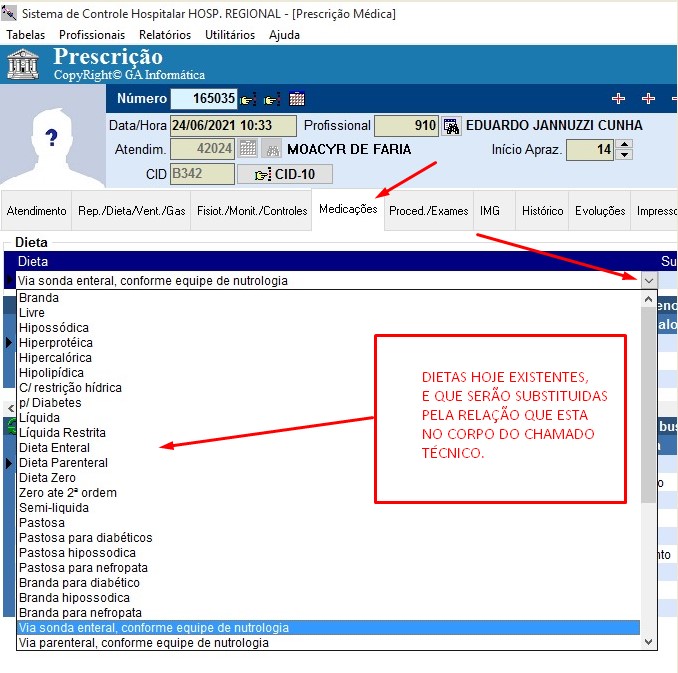 Sistema de Controle Hospitalar HOSP. REGIONAL - [Prescrição Médica]
Tabelas Profissionais Relatórios Utilitários Ajuda
Prescrição
CopyRight© GA Informática
Número 165035
Data/Hora 24/06/2021 10:33 Profissional 910 EDUARDO JANNUZZI CUNHA
Atendim. 42024 MOACYR DE FARIA Início Apraz. 14
CID B342 CID-10
Atendimento Rep./Dieta/Vent./Gas Fisiot./Monit./Controles Medicações Proced./Exames IMG Histórico Evoluções Impresso
Dieta
Dieta Su
Via sonda enteral, conforme equipe de nutrologia
Branda
Livre
Hipossódica
Hiperprotéica
Hipercalórica
Hipolipídica
C/ restrição hídrica
p/ Diabetes
Líquida
Líquida Restrita
Dieta Enteral
Dieta Parenteral
Dieta Zero
Zero ate 2ª ordem
Semi-liquida
Pastosa
Pastosa para diabéticos
Pastosa hipossodica
Pastosa para nefropata
Branda para diabético
Branda hipossodica
Branda para nefropata
Via sonda enteral, conforme equipe de nutrologia
Via parenteral, conforme equipe de nutrologia
DIETAS HOJE EXISTENTES,
E QUE SERÃO SUBSTITUIDAS
PELA RELAÇÃO QUE ESTA
NO CORPO DO CHAMADO
TÉCNICO.